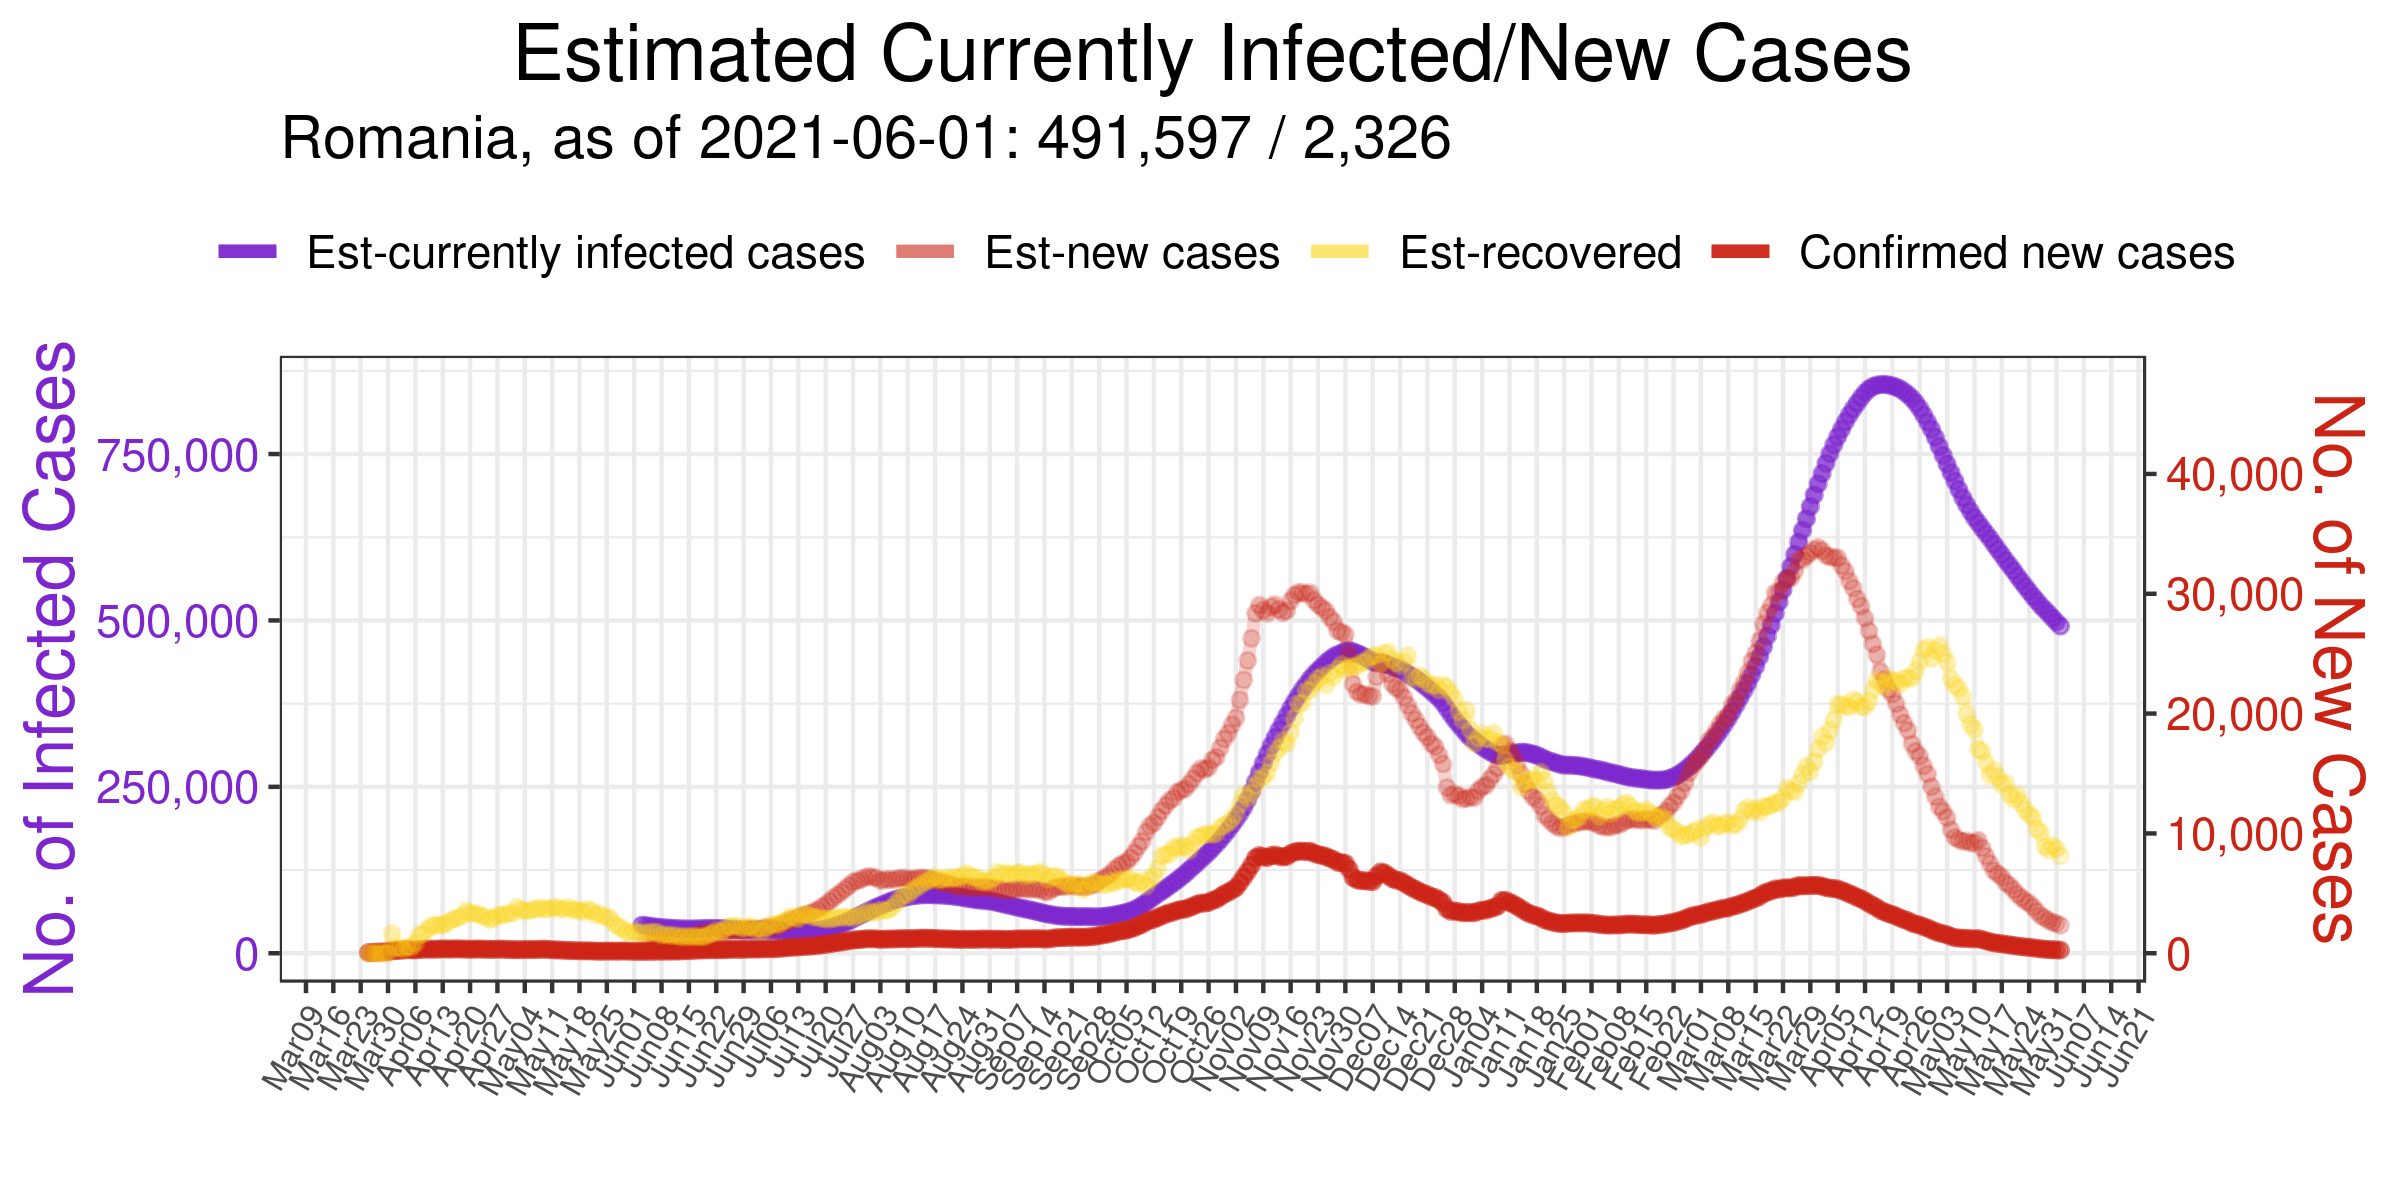 Estimated Currently Infected/New Cases
Romania, as of 2021-06-01: 491,597 / 2,326
Est-currently infected cases Est-new cases Est-recovered Confirmed new cases
No. of Infected Cases
750,000
500,000
250,000
0
40,000
30,000
20,000
10,000
0
No. of New Cases
Mar09 Mar16 Mar23 Mar30 Apr06 Apr13 Apr20 Apr27 May04 May11 May18 May25 Jun01 Jun08 Jun15 Jun22 Jun29 Jul06 Jul13 Jul20 Jul27 Aug03 Aug10 Aug17 Aug24 Aug31 Sep07 Sep14 Sep21 Sep28 Oct05 Oct12 Oct19 Oct26 Nov02 Nov09 Nov16 Nov23 Nov30 Dec07 Dec14 Dec21 Dec28 Jan04 Jan11 Jan18 Jan25 Feb01 Feb08 Feb15 Feb22 Mar01 Mar08 Mar15 Mar22 Mar29 Apr05 Apr12 Apr19 Apr26 May03 May10 May17 May24 May31 Jun07 Jun14 Jun21